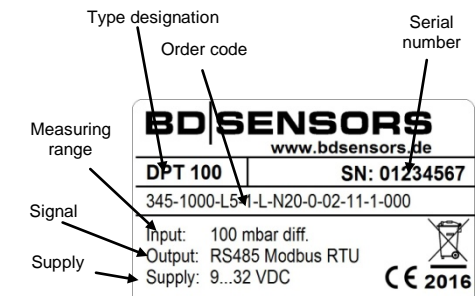 Type designation
Order code
Serial
number
Measuring
range
Signal
Supply
BD SENSORS
www.bdsensors.de
DPT 100 SN: 01234567
345-1000-L5-1-L-N20-0-02-11-1-000
Input: 100 mbar diff.
Output: RS485 Modbus RTU
Supply: 9...32 VDC
CE 2016